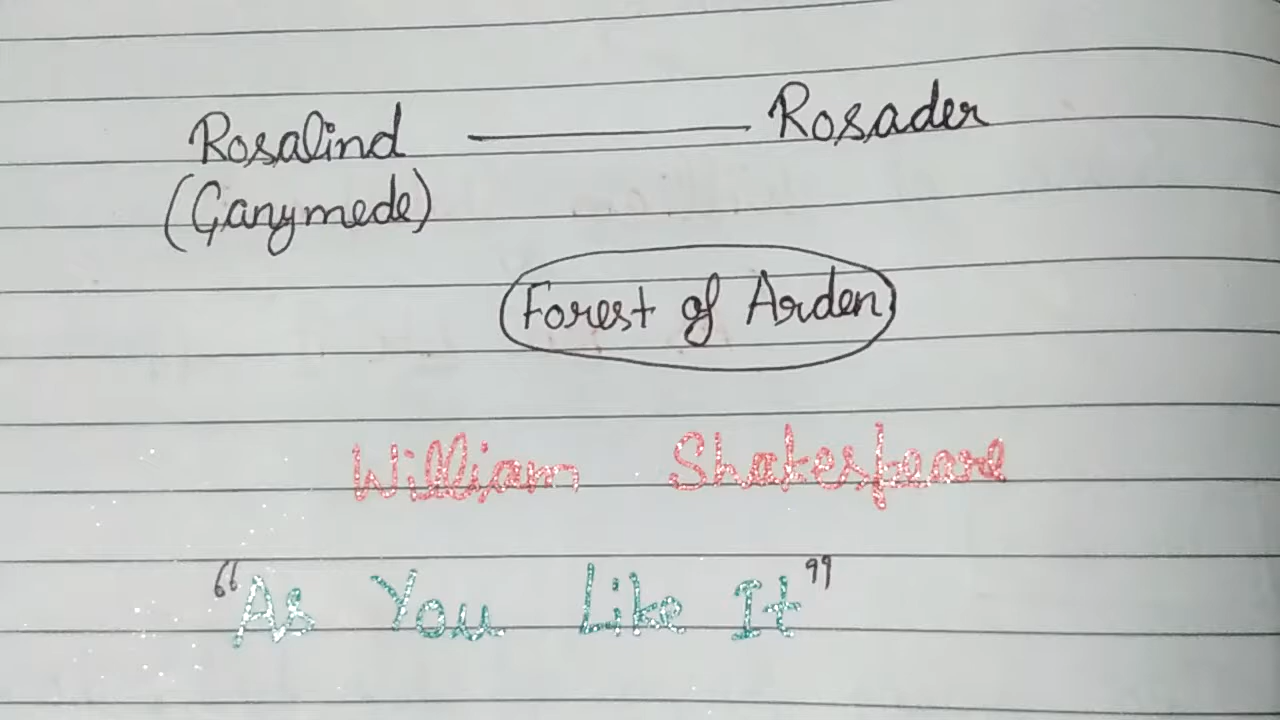 Rosalind Rosader
(Ganymede)
Forest of Arden
William Shakespeare
"As You Like It"